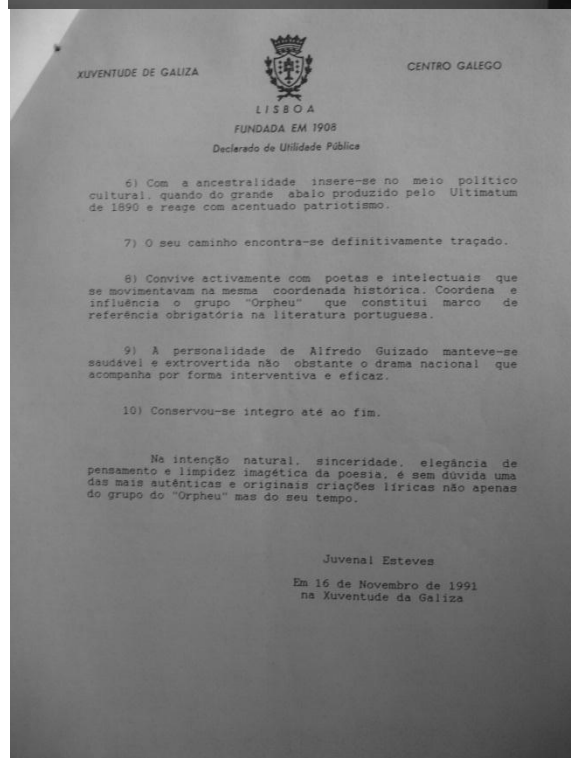 XUVENTUDE DE GALIZA
CENTRO GALEGO
LISBOA
FUNDADA EM 1908
Declarada de Utilidade Pública
6) Com a ancestralidade insere-se no meio político
cultural, quando do grande abalo produzido pelo Ultimatum
de 1890 e reage com acentuado patriotismo.
7) O seu caminho encontra-se definitivamente traçado.
8) Convive activamente com poetas e intelectuais que
se movimentavam na mesma coordenada histórica. Coordena e
influência o grupo "Orpheu" que constitui marco de
referência obrigatória na literatura portuguesa.
9) A personalidade de Alfredo Guizado manteve-se
saudável e extrovertida não obstante o drama nacional que
acompanha por forma interventiva e eficaz.
10) Conservou-se integro até ao fim.
Na intenção natural, sinceridade, elegância de
pensamento e limpidez imagética da poesia, é sem dúvida uma
das mais autênticas e originais criações líricas não apenas
do grupo do "Orpheu" mas do seu tempo.
Juvenal Esteves
Em 16 de Novembro de 1991
na Xuventude da Galiza